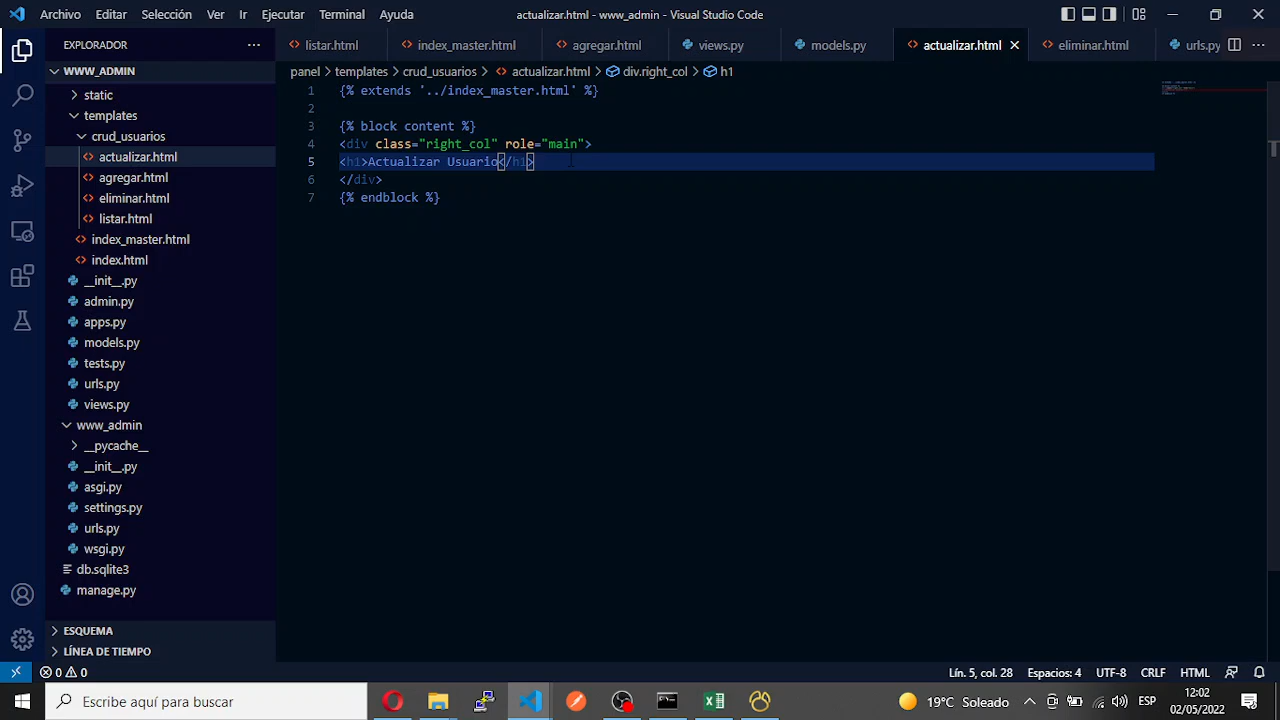 Archivo Editar Selección Ver Ir Ejecutar Terminal Ayuda
actualizar.html - www_admin - Visual Studio Code
EXPLORADOR
listar.html index_master.html agregar.html views.py models.py actualizar.html eliminar.html urls.py
WWW_ADMIN
panel > templates > crud_usuarios > actualizar.html > div.right_col > h1
static
templates
crud_usuarios
actualizar.html
agregar.html
eliminar.html
listar.html
index_master.html
index.html
__init__.py
admin.py
apps.py
models.py
tests.py
urls.py
views.py
www_admin
__pycache__
__init__.py
asgi.py
settings.py
urls.py
wsgi.py
db.sqlite3
manage.py
ESQUEMA
LÍNEA DE TIEMPO
1 {% extends '../index_master.html' %}
2
3 {% block content %}
4 <div class="right_col" role="main">
5 <h1>Actualizar Usuario</h1>
6 </div>
7 {% endblock %}
0 0
Lín. 5, col. 28 Espacios: 4 UTF-8 CRLF HTML
Escribe aquí para buscar
19°C Soleado
ESP
12:02
02/05/2022